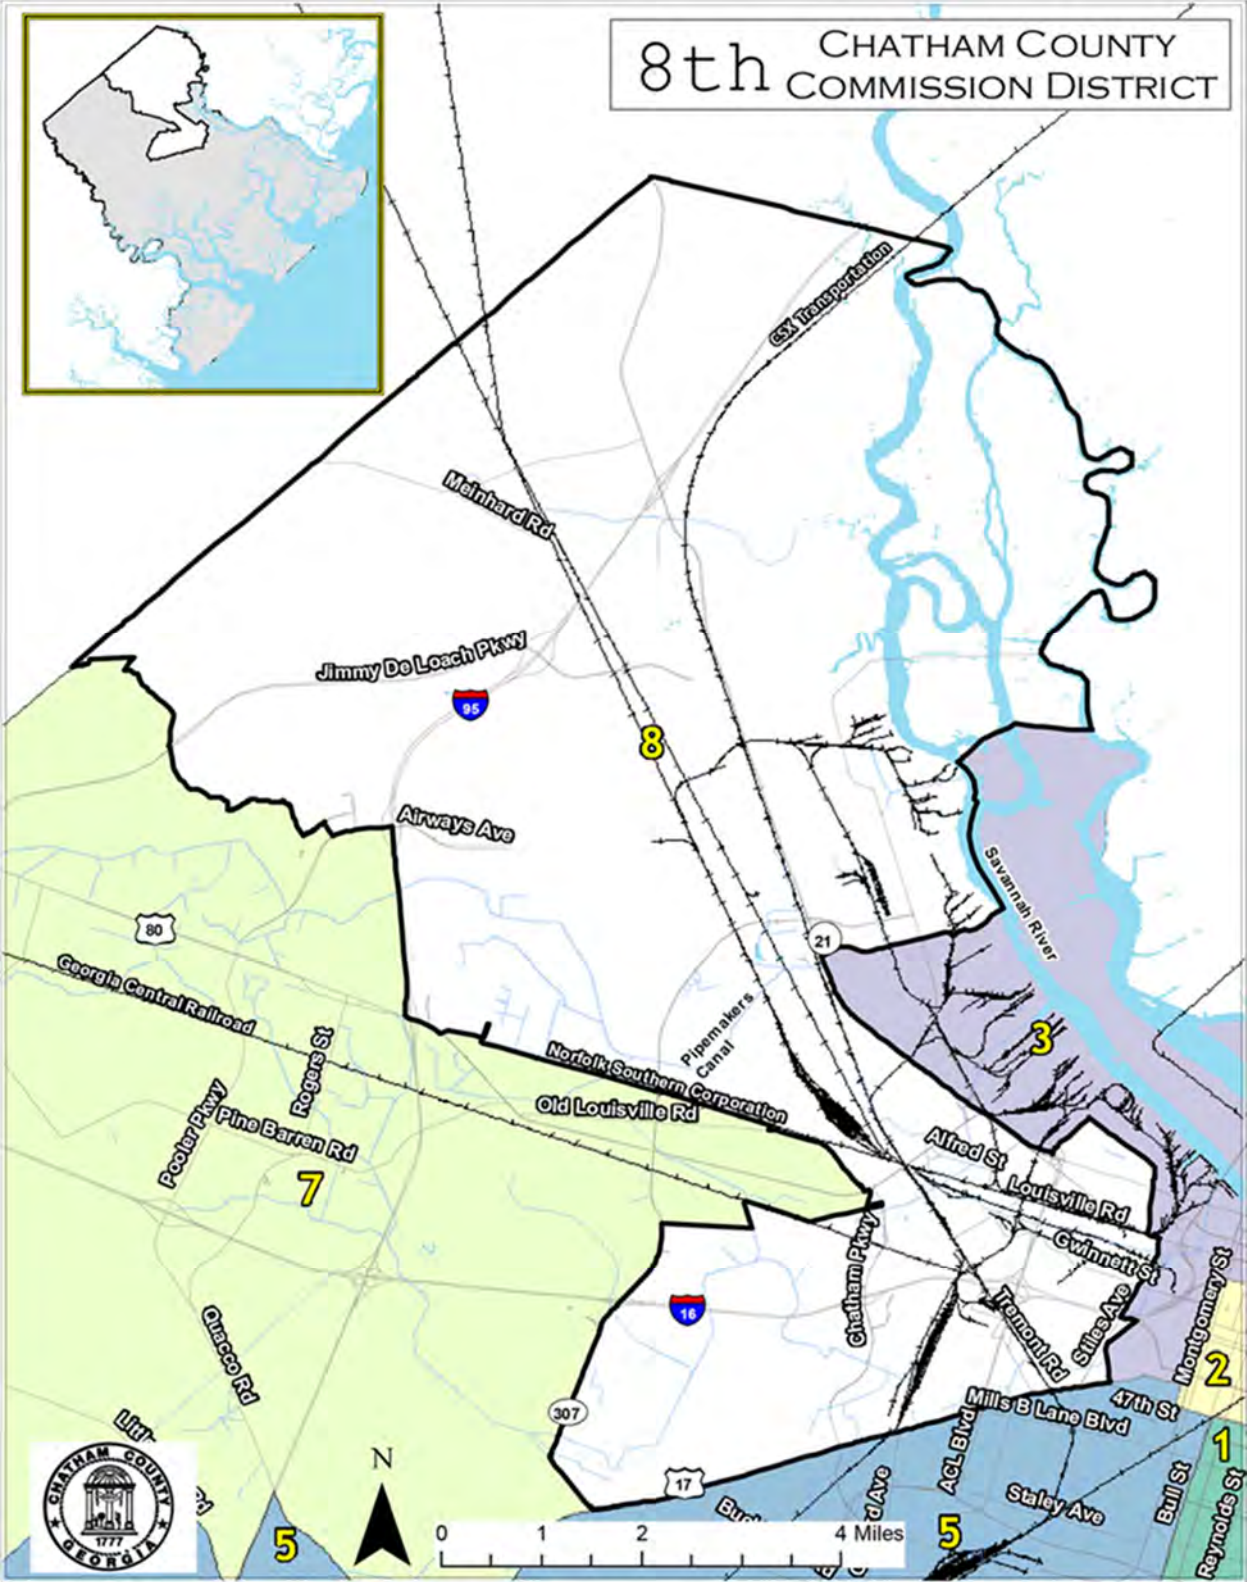 8th CHATHAM COUNTY
COMMISSION DISTRICT
CSX Transportation
Meinhard Rd
Jimmy De Loach Pkwy
95
8
Airways Ave
Savannah River
80
21
Georgia Central Railroad
Rogers St
Pipemakers
Canal
3
Norfolk Southern Corporation
Old Louisville Rd
Pooler Pkwy
Pine Barren Rd
7
Alfred St
Louisville Rd
Gwinnett St
Chatham Pkwy
16
Quacco Rd
Tremont Rd
Stiles Ave
Montgomery St
2
307
Mills B Lane Blvd
47th St
1
ACL Blvd
17
Staley Ave
Bull St
Reynolds St
5
5
N
CHATHAM COUNTY
1777
GEORGIA
0 1 2 4 Miles